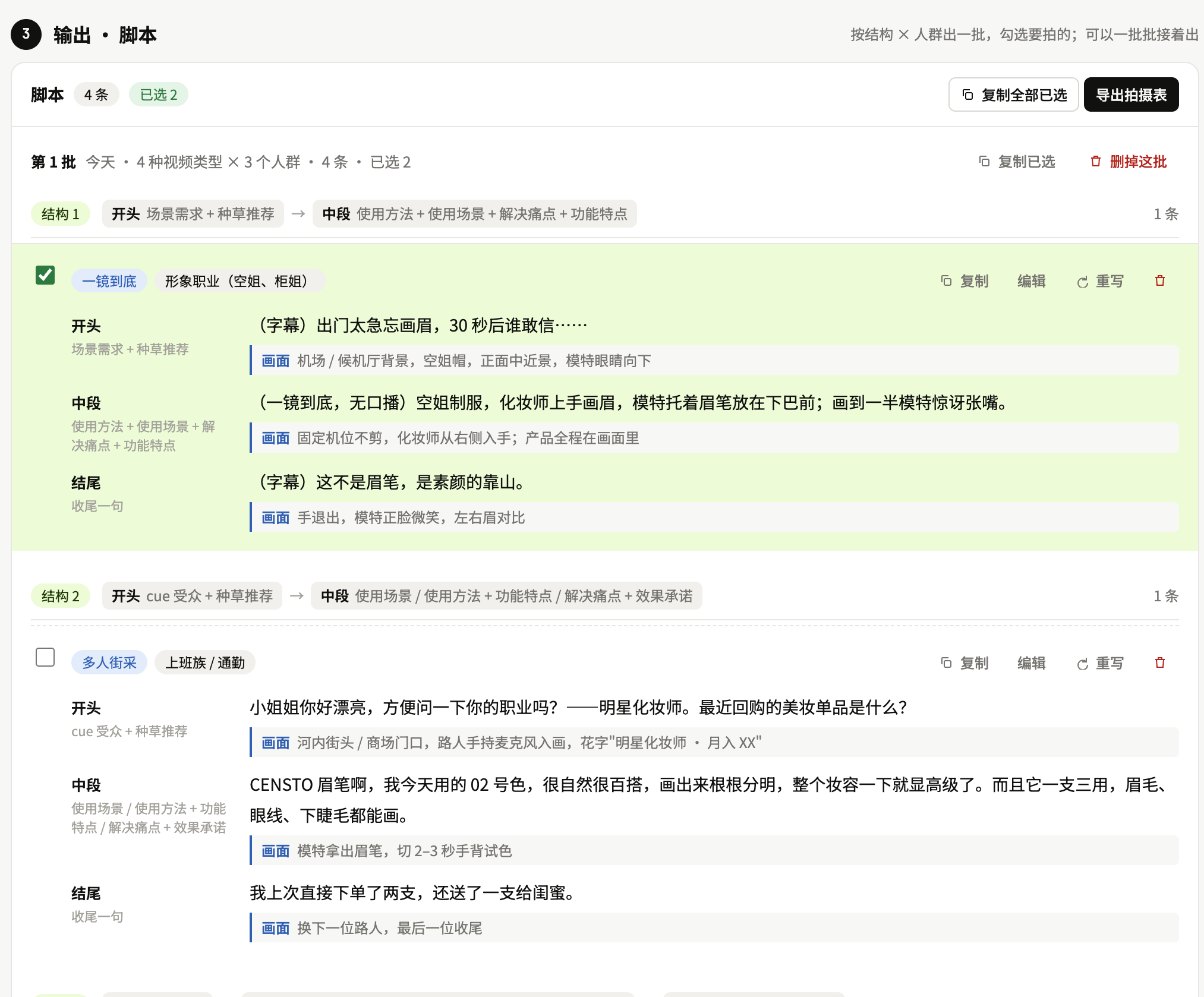 3 输出 · 脚本
按结构 × 人群出一批，勾选要拍的；可以一批批接着出
脚本 4 条 已选 2 复制全部已选 导出拍摄表
第 1 批 今天 · 4 种视频类型 × 3 个人群 · 4 条 · 已选 2 复制已选 删掉这批
结构 1 开头 场景需求 + 种草推荐 → 中段 使用方法 + 使用场景 + 解决痛点 + 功能特点 1 条
一镜到底 形象职业（空姐、柜姐） 复制 编辑 重写
开头 （字幕）出门太急忘画眉，30 秒后谁敢信……
场景需求 + 种草推荐
画面 机场 / 候机厅背景，空姐帽，正面中近景，模特眼睛向下
中段 （一镜到底，无口播）空姐制服，化妆师上手画眉，模特托着眉笔放在下巴前；画到一半模特惊讶张嘴。
使用方法 + 使用场景 + 解
决痛点 + 功能特点
画面 固定机位不剪，化妆师从右侧入手；产品全程在画面里
结尾 （字幕）这不是眉笔，是素颜的靠山。
收尾一句
画面 手退出，模特正脸微笑，左右眉对比
结构 2 开头 cue 受众 + 种草推荐 → 中段 使用场景 / 使用方法 + 功能特点 / 解决痛点 + 效果承诺 1 条
多人街采 上班族 / 通勤 复制 编辑 重写
开头 小姐姐你好漂亮，方便问一下你的职业吗？——明星化妆师。最近回购的美妆单品是什么？
cue 受众 + 种草推荐
画面 河内街头 / 商场门口，路人手持麦克风入画，花字"明星化妆师 · 月入 XX"
中段 CENSTO 眉笔啊，我今天用的 02 号色，很自然很百搭，画出来根根分明，整个妆容一下就显高级了。而且它一支三用，眉毛、
眼线、下睫毛都能画。
使用场景 / 使用方法 + 功能
特点 / 解决痛点 + 效果承诺
画面 模特拿出眉笔，切 2–3 秒手背试色
结尾 我上次直接下单了两支，还送了一支给闺蜜。
收尾一句
画面 换下一位路人，最后一位收尾